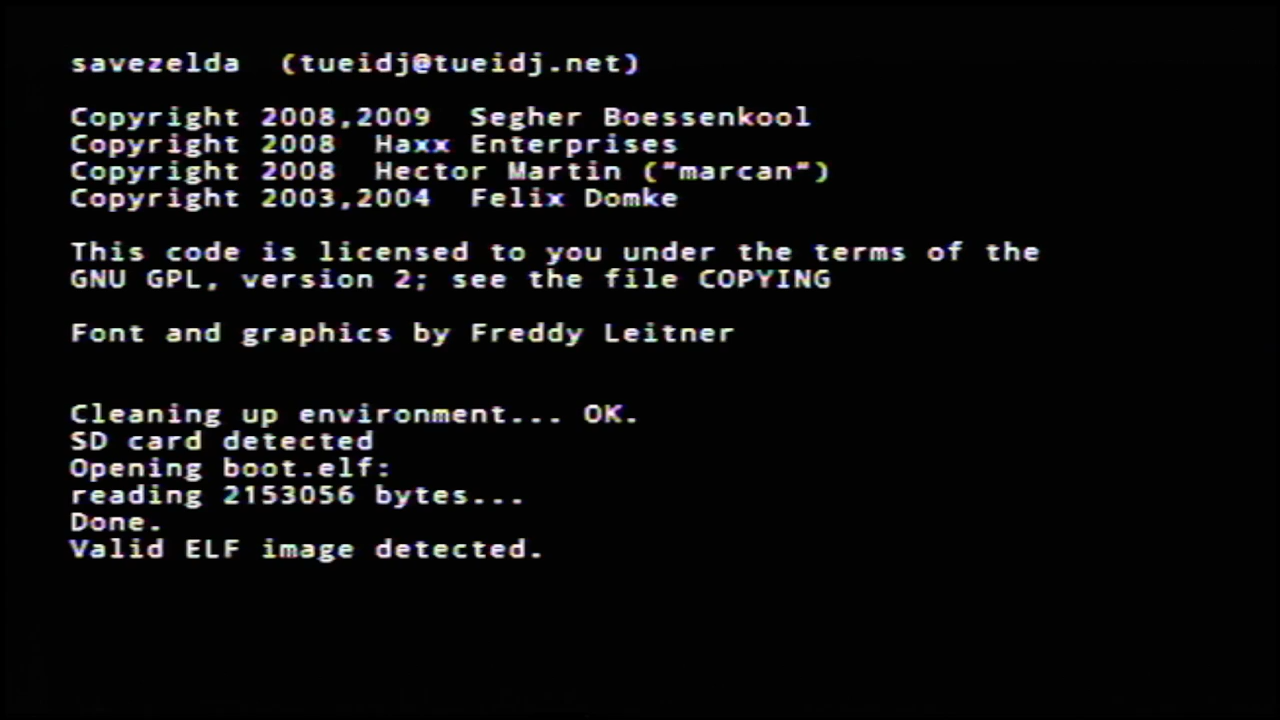 savezelda  (tueidj@tueidj.net)
Copyright 2008,2009  Segher Boessenkool
Copyright 2008  Haxx Enterprises
Copyright 2008  Hector Martin ("marcan")
Copyright 2003,2004  Felix Domke
This code is licensed to you under the terms of the
GNU GPL, version 2; see the file COPYING
Font and graphics by Freddy Leitner
Cleaning up environment... OK.
SD card detected
Opening boot.elf:
reading 2153056 bytes...
Done.
Valid ELF image detected.